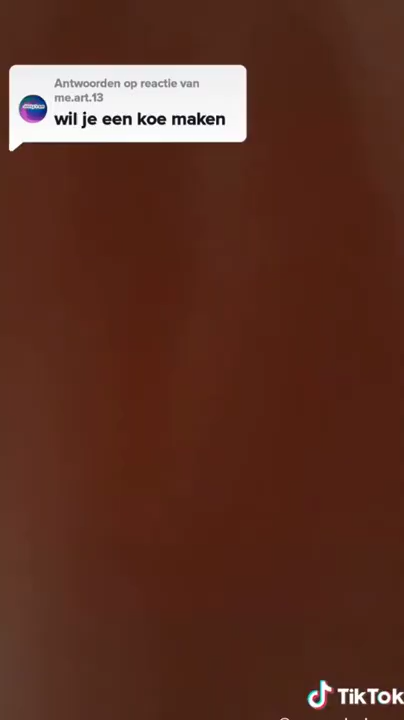 Antwoorden op reactie van
me.art.13
wil je een koe maken
TikTok